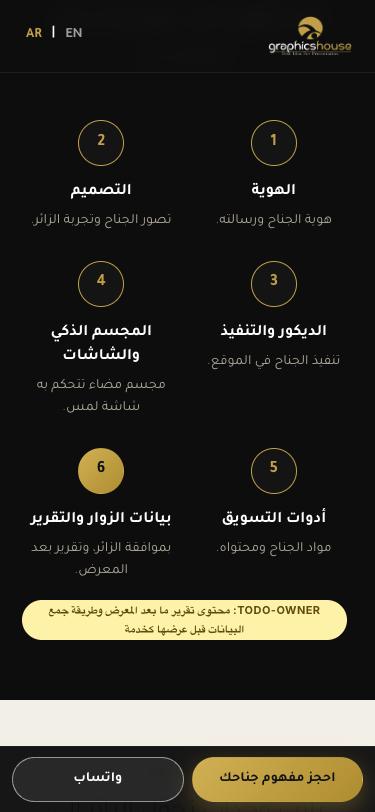 AR | EN
graphicshouse
1
الهوية
هوية الجناح ورسالته.
2
التصميم
تصور الجناح وتجربة الزائر.
3
الديكور والتنفيذ
تنفيذ الجناح في الموقع.
4
المجسم الذكي
والشاشات
مجسم مضاء تتحكم به
شاشة لمس.
5
أدوات التسويق
مواد الجناح ومحتواه.
6
بيانات الزوار والتقرير
بموافقة الزائر، وتقرير بعد
المعرض.
TODO-OWNER: محتوى تقرير ما بعد المعرض وطريقة جمع
البيانات قبل عرضها كخدمة
احجز مفهوم جناحك
واتساب